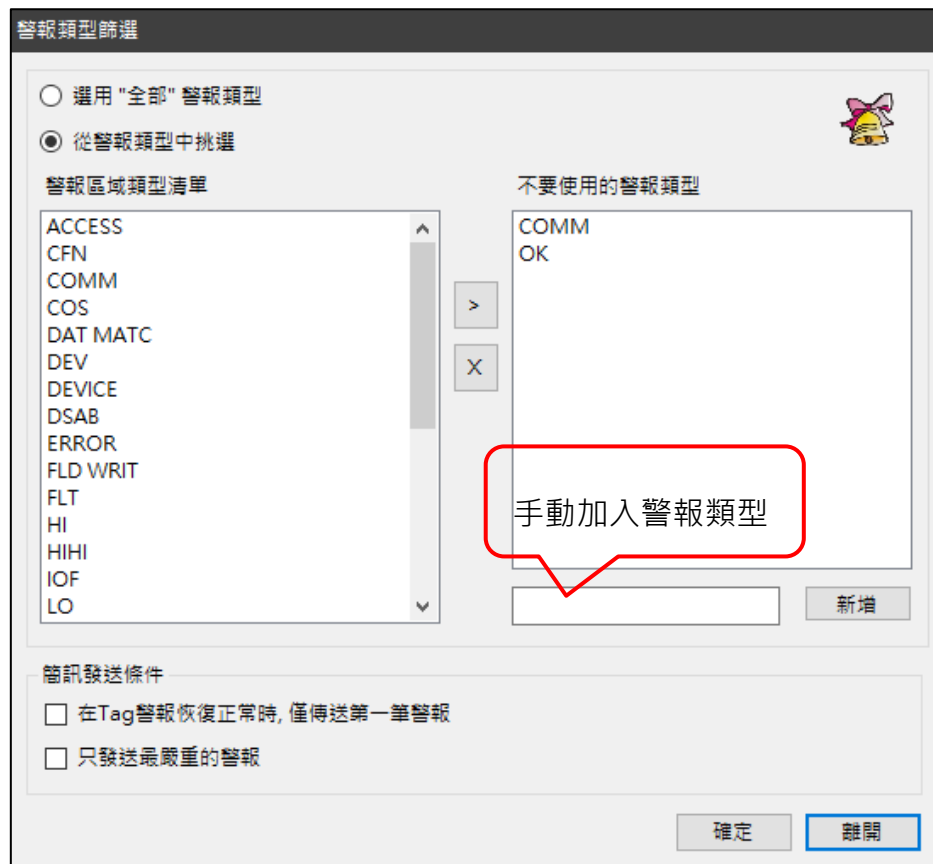 警報類型篩選
選用 "全部" 警報類型
從警報類型中挑選
警報區域類型清單
ACCESS
CFN
COMM
COS
DAT MATC
DEV
DEVICE
DSAB
ERROR
FLD WRIT
FLT
HI
HIHI
IOF
LO
>
X
不要使用的警報類型
COMM
OK
手動加入警報類型
新增
簡訊發送條件
在Tag警報恢復正常時, 僅傳送第一筆警報
只發送最嚴重的警報
確定
離開